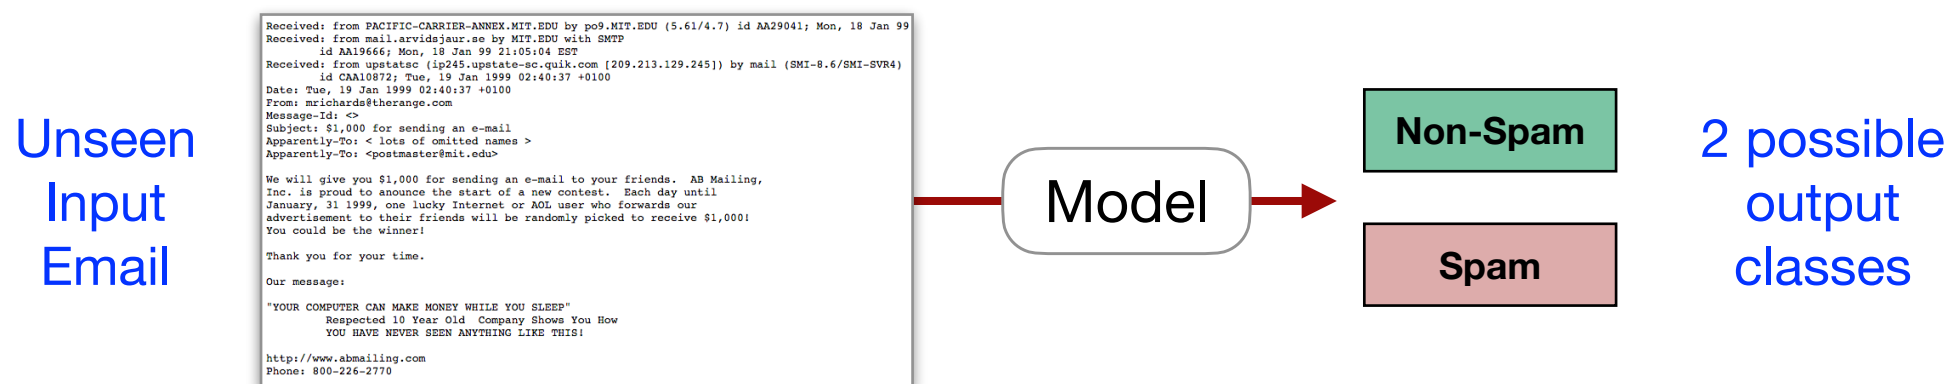 Unseen
Input
Email
Received: from PACIFIC-CARRIER-ANNEX.MIT.EDU by po9.MIT.EDU (5.61/4.7) id AA29041; Mon, 18 Jan 99
Received: from mail.arvidsjaur.se by MIT.EDU with SMTP
id AA19666; Mon, 18 Jan 99 21:05:04 EST
Received: from upstatsc (ip245.upstate-sc.quik.com [209.213.129.245]) by mail (SMI-8.6/SMI-SVR4)
id CAA10872; Tue, 19 Jan 1999 02:40:37 +0100
Date: Tue, 19 Jan 1999 02:40:37 +0100
From: mrichards@therange.com
Message-Id: <>
Subject: $1,000 for sending an e-mail
Apparently-To: < lots of omitted names >
Apparently-To: <postmaster@mit.edu>
We will give you $1,000 for sending an e-mail to your friends. AB Mailing,
Inc. is proud to anounce the start of a new contest. Each day until
January, 31 1999, one lucky Internet or AOL user who forwards our
advertisement to their friends will be randomly picked to receive $1,000!
You could be the winner!
Thank you for your time.
Our message:
"YOUR COMPUTER CAN MAKE MONEY WHILE YOU SLEEP"
Respected 10 Year Old Company Shows You How
YOU HAVE NEVER SEEN ANYTHING LIKE THIS!
http://www.abmailing.com
Phone: 800-226-2770
Model
Non-Spam
Spam
2 possible
output
classes